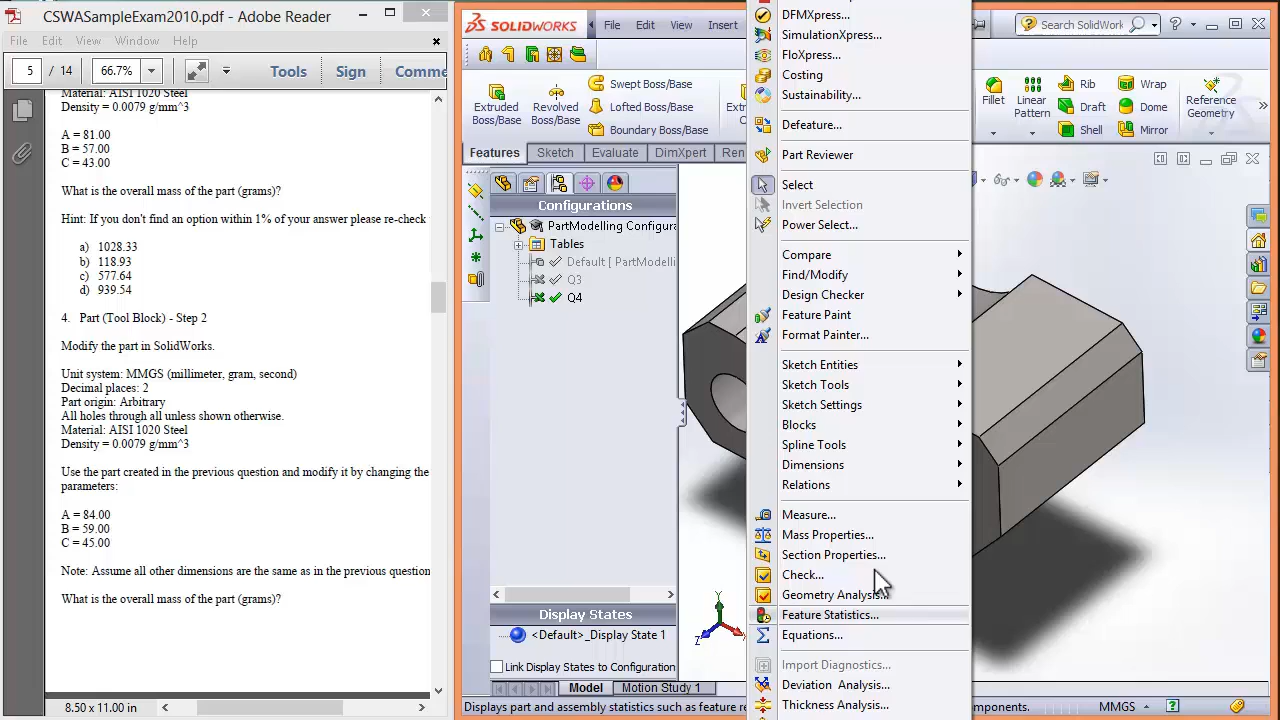 CSWASampleExam2010.pdf - Adobe Reader
File Edit View Window Help
5 / 14 66.7% Tools Sign Comme
Material: AISI 1020 Steel
Density = 0.0079 g/mm^3
A = 81.00
B = 57.00
C = 43.00
What is the overall mass of the part (grams)?
Hint: If you don't find an option within 1% of your answer please re-check
a) 1028.33
b) 118.93
c) 577.64
d) 939.54
4. Part (Tool Block) - Step 2
Modify the part in SolidWorks.
Unit system: MMGS (millimeter, gram, second)
Decimal places: 2
Part origin: Arbitrary
All holes through all unless shown otherwise.
Material: AISI 1020 Steel
Density = 0.0079 g/mm^3
Use the part created in the previous question and modify it by changing the
parameters:
A = 84.00
B = 59.00
C = 45.00
Note: Assume all other dimensions are the same as in the previous question
What is the overall mass of the part (grams)?
8.50 x 11.00 in
SOLIDWORKS File Edit View Insert
Search SolidWork
Extruded
Boss/Base
Revolved
Boss/Base
Swept Boss/Base
Lofted Boss/Base
Boundary Boss/Base
Fillet
Linear
Pattern
Rib
Draft
Shell
Wrap
Dome
Mirror
Reference
Geometry
Features Sketch Evaluate DimXpert Ren
Configurations
PartModelling Configura
Tables
Default [ PartModelli
Q3
Q4
Display States
<Default>_Display State 1
Link Display States to Configuration
Model Motion Study 1
Displays part and assembly statistics such as feature r
omponents. MMGS
DFMXpress...
SimulationXpress...
FloXpress...
Costing
Sustainability...
Defeature...
Part Reviewer
Select
Invert Selection
Power Select...
Compare
Find/Modify
Design Checker
Feature Paint
Format Painter...
Sketch Entities
Sketch Tools
Sketch Settings
Blocks
Spline Tools
Dimensions
Relations
Measure...
Mass Properties...
Section Properties...
Check...
Geometry Analysis...
Feature Statistics...
Equations...
Import Diagnostics...
Deviation Analysis...
Thickness Analysis...
Y
Z